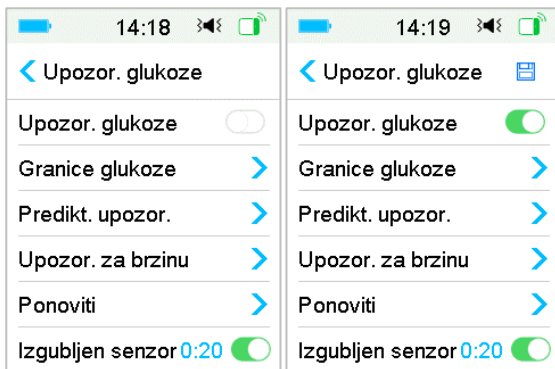 14:18
Upozor. glukoze
Upozor. glukoze
Granice glukoze
Predikt. upozor.
Upozor. za brzinu
Ponoviti
Izgubljen senzor 0:20
14:19
Upozor. glukoze
Upozor. glukoze
Granice glukoze
Predikt. upozor.
Upozor. za brzinu
Ponoviti
Izgubljen senzor 0:20